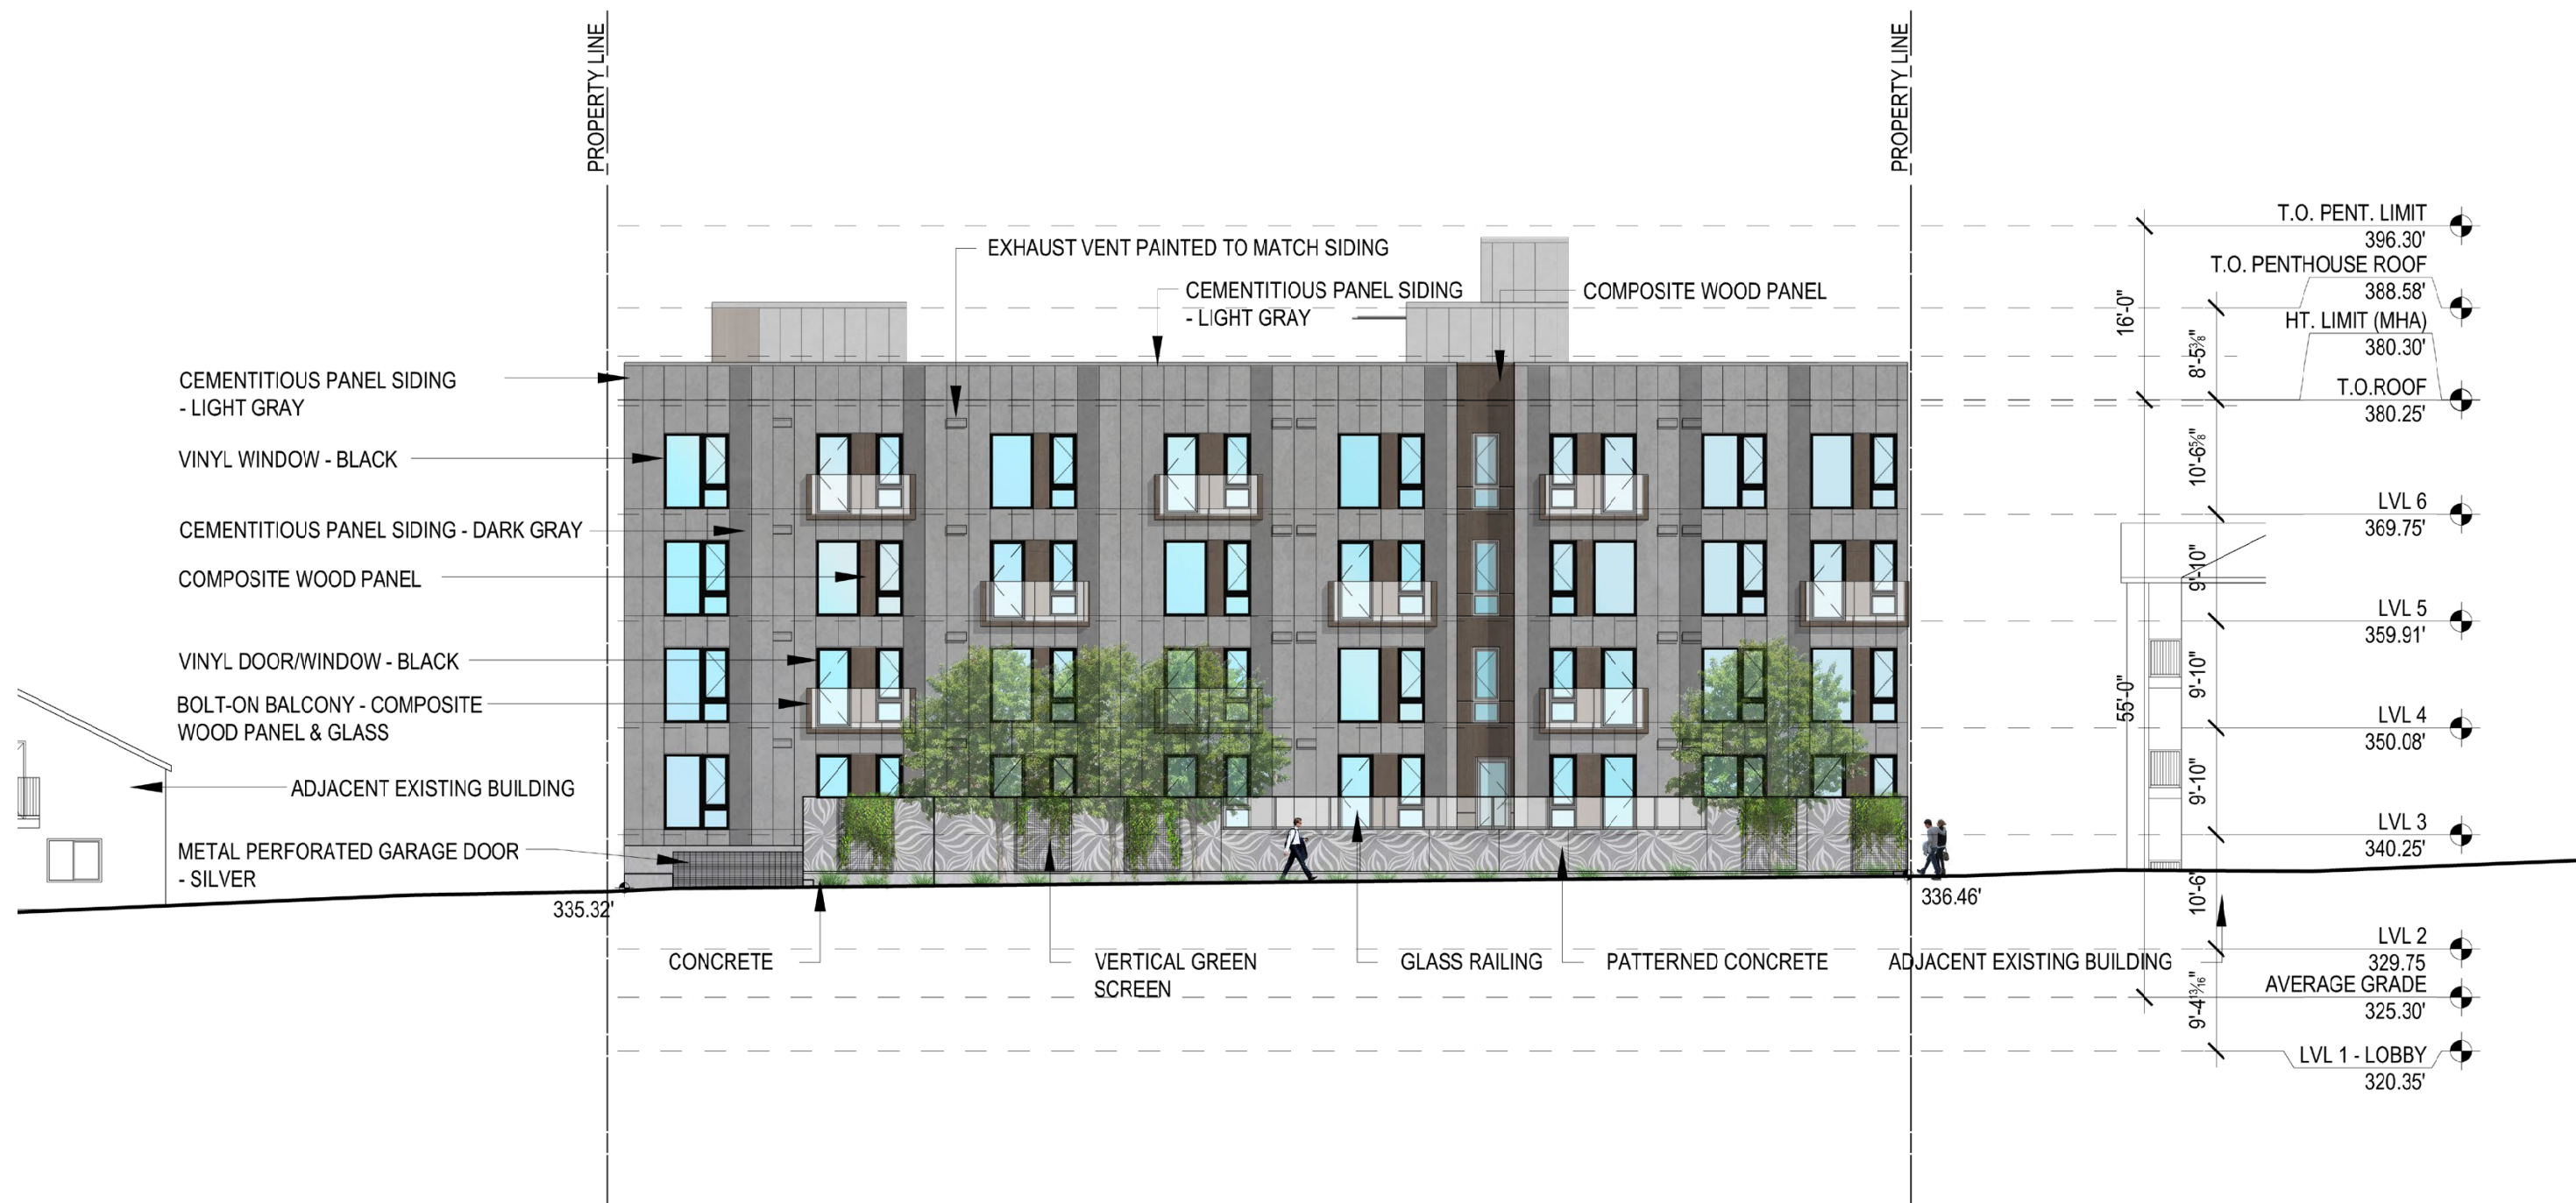 PROPERTY LINE
PROPERTY LINE
T.O. PENT. LIMIT
396.30'
T.O. PENTHOUSE ROOF
388.58'
HT. LIMIT (MHA)
380.30'
T.O.ROOF
380.25'
16'-0"
8'-5⅜"
10'-6⅝"
EXHAUST VENT PAINTED TO MATCH SIDING
CEMENTITIOUS PANEL SIDING
- LIGHT GRAY
COMPOSITE WOOD PANEL
CEMENTITIOUS PANEL SIDING
- LIGHT GRAY
VINYL WINDOW - BLACK
CEMENTITIOUS PANEL SIDING - DARK GRAY
COMPOSITE WOOD PANEL
VINYL DOOR/WINDOW - BLACK
BOLT-ON BALCONY - COMPOSITE
WOOD PANEL & GLASS
ADJACENT EXISTING BUILDING
METAL PERFORATED GARAGE DOOR
- SILVER
LVL 6
369.75'
9'-10"
LVL 5
359.91'
9'-10"
55'-0"
LVL 4
350.08'
9'-10"
LVL 3
340.25'
10'-6"
335.32'
336.46'
CONCRETE
VERTICAL GREEN
SCREEN
GLASS RAILING
PATTERNED CONCRETE
ADJACENT EXISTING BUILDING
LVL 2
329.75
AVERAGE GRADE
325.30'
9'-4¹³⁄₁₆"
LVL 1 - LOBBY
320.35'